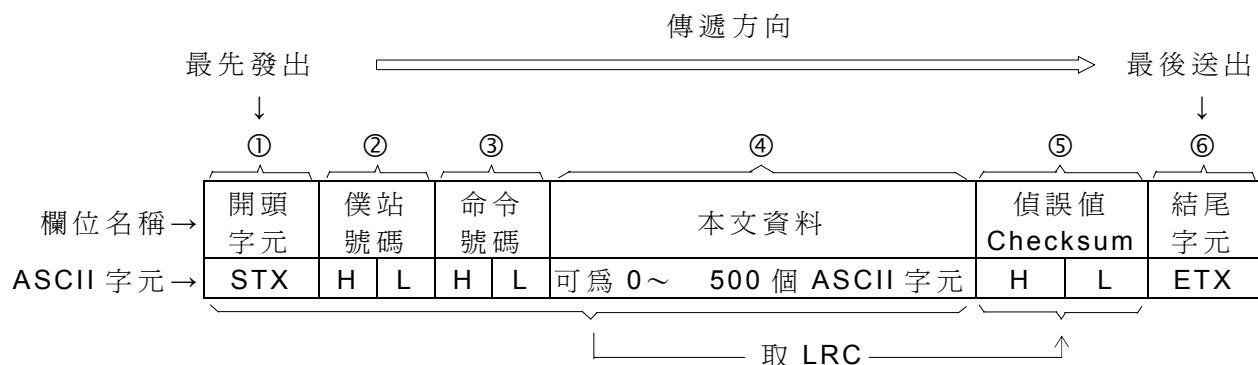 傳遞方向
最先發出 最後送出
↓ ↓
① ② ③ ④ ⑤ ⑥
欄位名稱→ 開頭字元 僕站號碼 命令號碼 本文資料 偵誤值 Checksum 結尾字元
ASCII 字元→ STX H L H L 可為 0～ 500 個 ASCII 字元 H L ETX
取 LRC